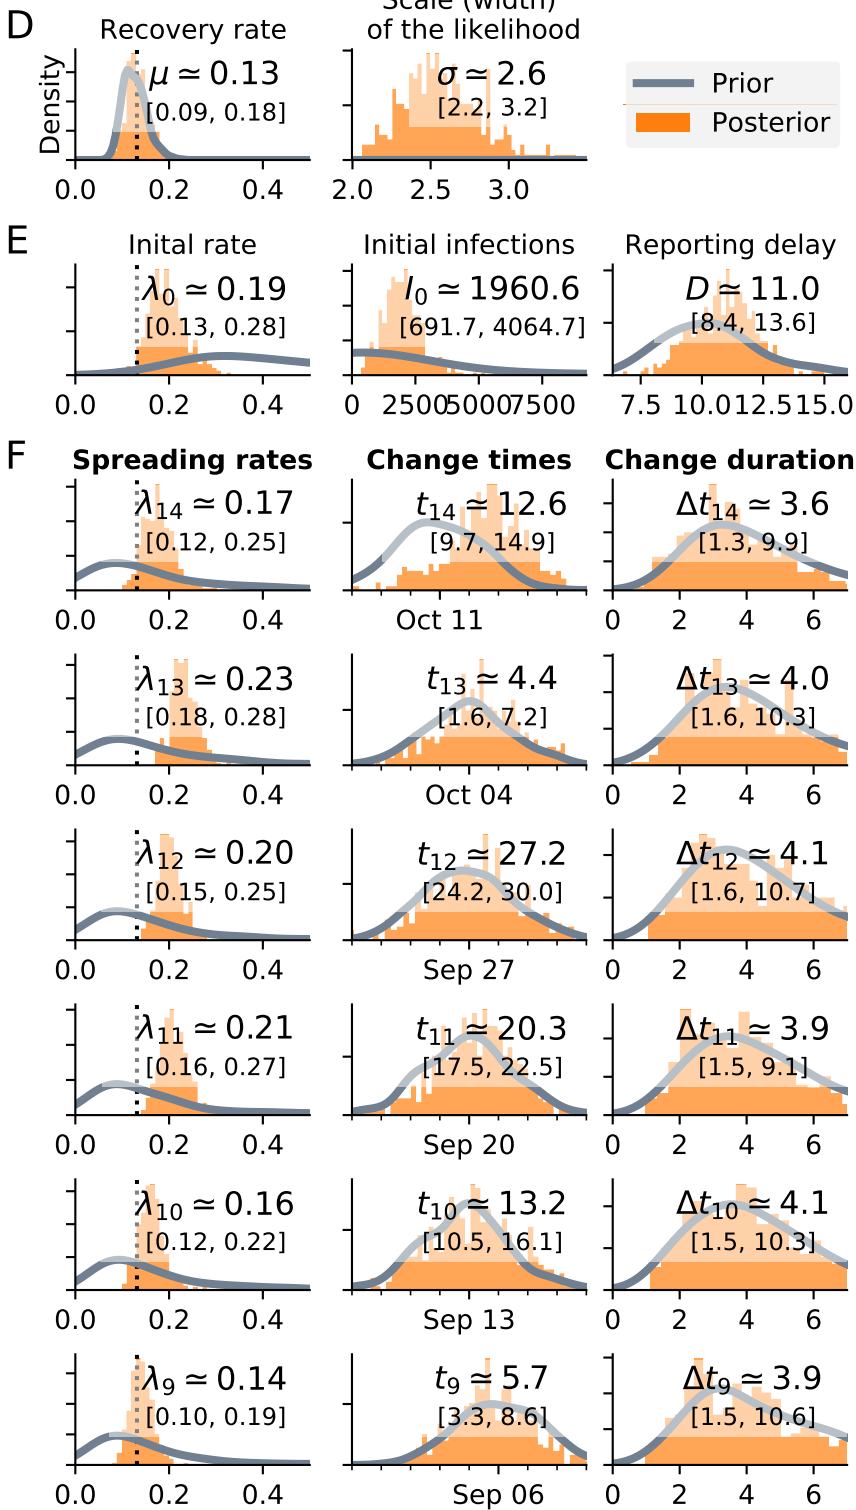 D
Recovery rate
Scale (width)
of the likelihood
Density
μ ≃ 0.13
[0.09, 0.18]
0.0 0.2 0.4
σ ≃ 2.6
[2.2, 3.2]
2.0 2.5 3.0
Prior
Posterior
E
Inital rate
λ0 ≃ 0.19
[0.13, 0.28]
0.0 0.2 0.4
Initial infections
I0 ≃ 1960.6
[691.7, 4064.7]
0 2500 5000 7500
Reporting delay
D ≃ 11.0
[8.4, 13.6]
7.5 10.0 12.5 15.0
F
Spreading rates
Change times
Change duration
λ14 ≃ 0.17
[0.12, 0.25]
0.0 0.2 0.4
t14 ≃ 12.6
[9.7, 14.9]
Oct 11
Δt14 ≃ 3.6
[1.3, 9.9]
0 2 4 6
λ13 ≃ 0.23
[0.18, 0.28]
0.0 0.2 0.4
t13 ≃ 4.4
[1.6, 7.2]
Oct 04
Δt13 ≃ 4.0
[1.6, 10.3]
0 2 4 6
λ12 ≃ 0.20
[0.15, 0.25]
0.0 0.2 0.4
t12 ≃ 27.2
[24.2, 30.0]
Sep 27
Δt12 ≃ 4.1
[1.6, 10.7]
0 2 4 6
λ11 ≃ 0.21
[0.16, 0.27]
0.0 0.2 0.4
t11 ≃ 20.3
[17.5, 22.5]
Sep 20
Δt11 ≃ 3.9
[1.5, 9.1]
0 2 4 6
λ10 ≃ 0.16
[0.12, 0.22]
0.0 0.2 0.4
t10 ≃ 13.2
[10.5, 16.1]
Sep 13
Δt10 ≃ 4.1
[1.5, 10.3]
0 2 4 6
λ9 ≃ 0.14
[0.10, 0.19]
0.0 0.2 0.4
t9 ≃ 5.7
[3.3, 8.6]
Sep 06
Δt9 ≃ 3.9
[1.5, 10.6]
0 2 4 6